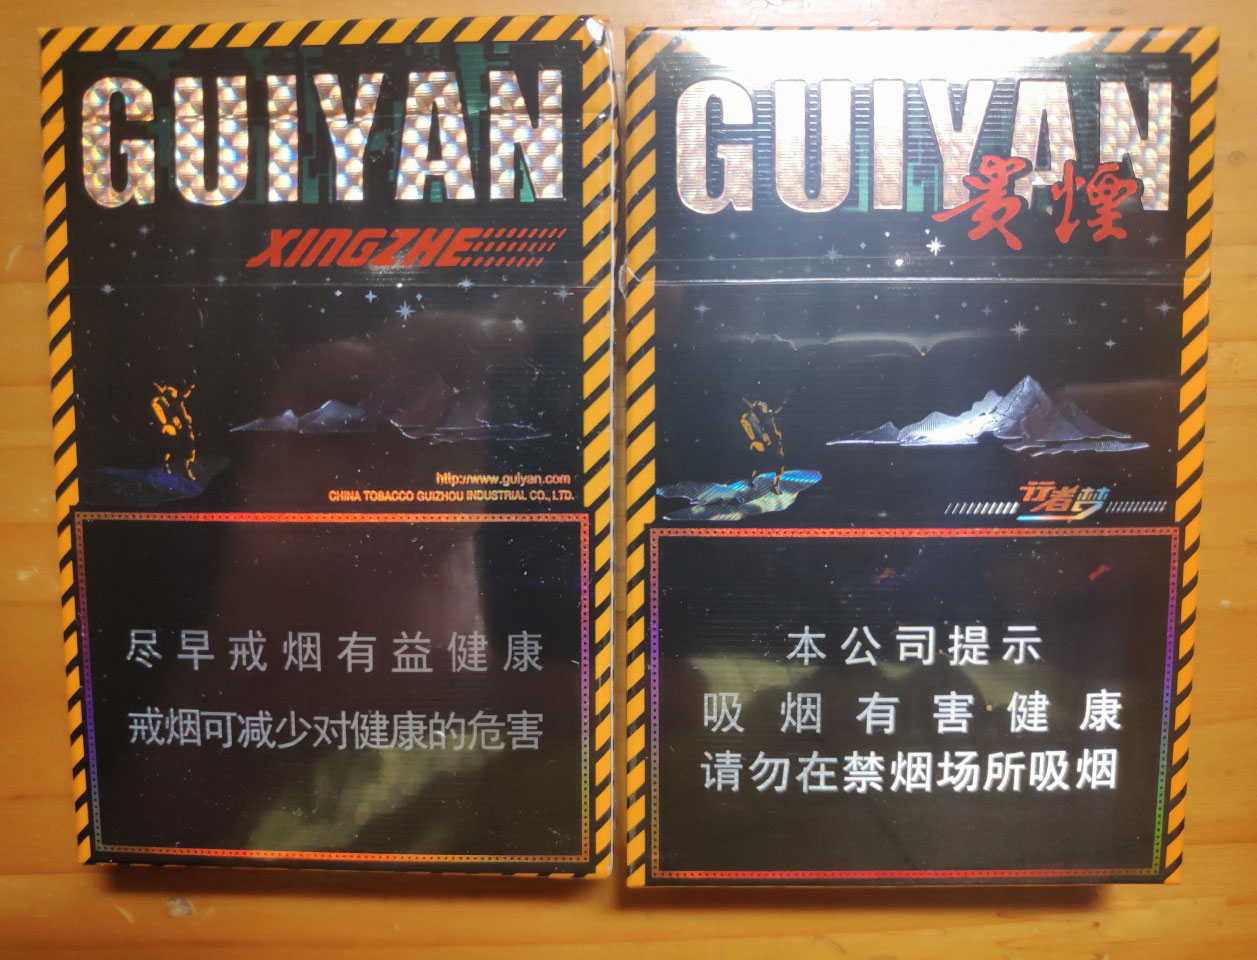 GUIYAN
XINGZHE
http://www.guiyan.com
CHINA TOBACCO GUIZHOU INDUSTRIAL CO., LTD.
尽早戒烟有益健康
戒烟可减少对健康的危害
GUIYAN
贵煙
行者梦
本公司提示
吸烟有害健康
请勿在禁烟场所吸烟